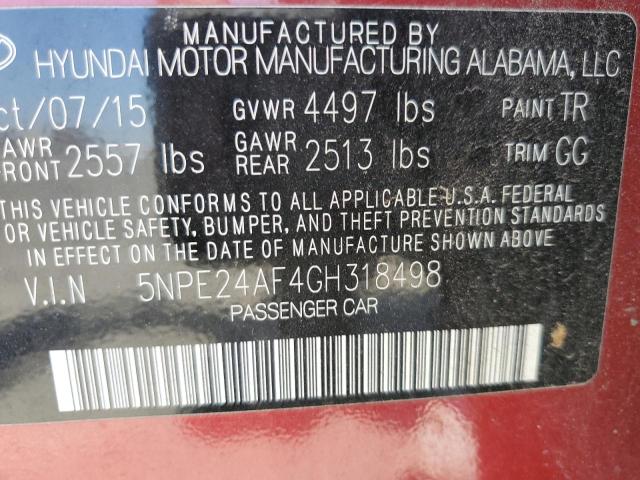 MANUFACTURED BY
HYUNDAI MOTOR MANUFACTURING ALABAMA, LLC
ct/07/15 GVWR 4497 lbs PAINT TR
GAWR FRONT 2557 lbs GAWR REAR 2513 lbs TRIM GG
THIS VEHICLE CONFORMS TO ALL APPLICABLE U.S.A. FEDERAL
OR VEHICLE SAFETY, BUMPER, AND THEFT PREVENTION STANDARDS
IN EFFECT ON THE DATE OF MANUFACTURE SHOWN ABOVE
V.I.N 5NPE24AF4GH318498
PASSENGER CAR